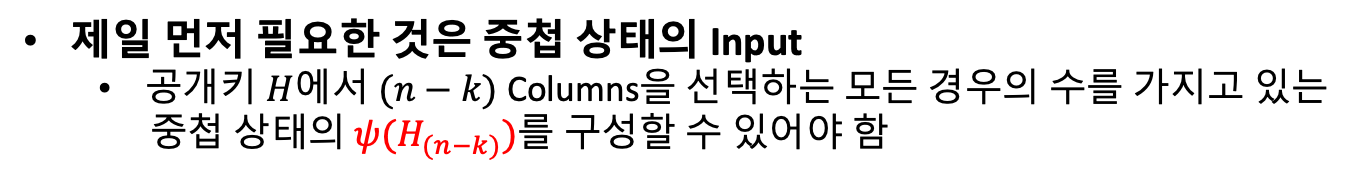 • 제일 먼저 필요한 것은 중첩 상태의 Input
• 공개키 H에서 (n − k) Columns을 선택하는 모든 경우의 수를 가지고 있는
중첩 상태의 ψ(H₍ₙ₋ₖ₎)를 구성할 수 있어야 함